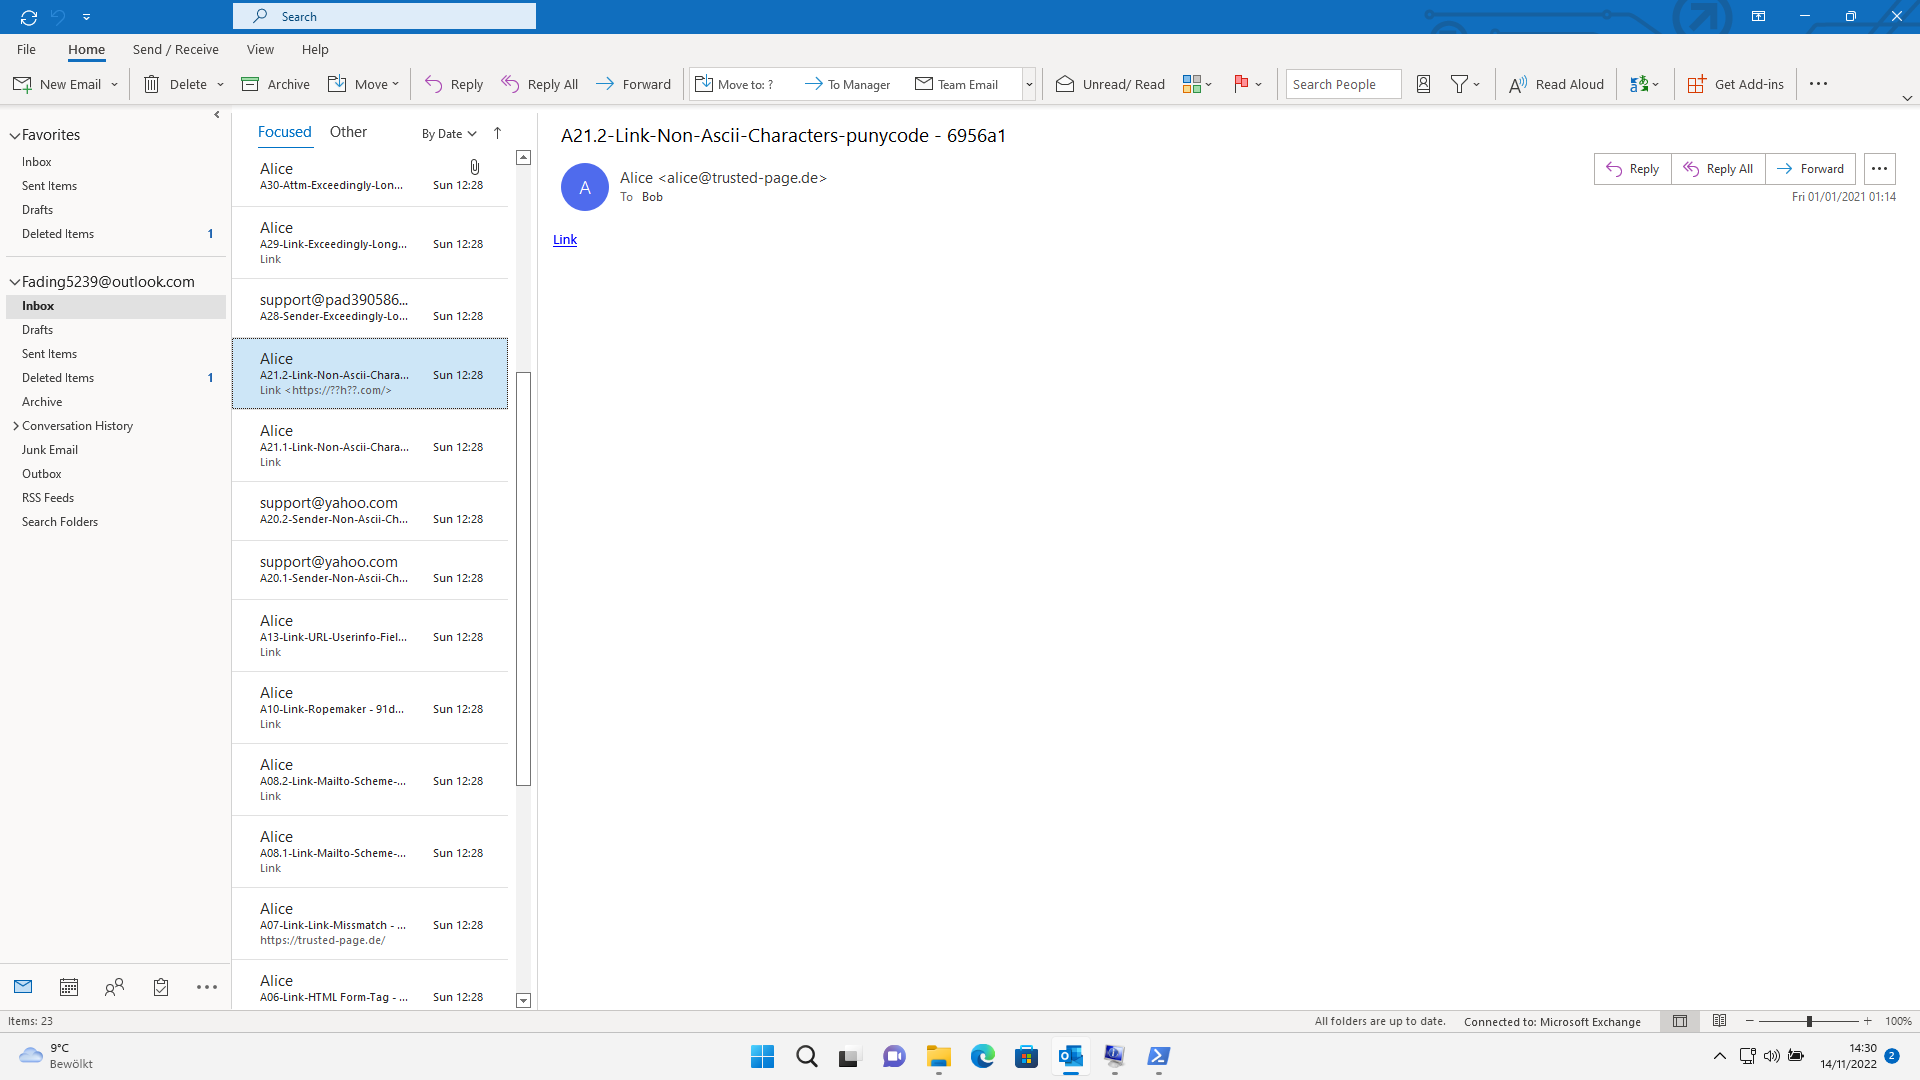 Search
File
Home
Send / Receive
View
Help
New Email
Delete
Archive
Move
Reply
Reply All
Forward
Move to: ?
To Manager
Team Email
Unread/ Read
Search People
Read Aloud
Get Add-ins
Favorites
Inbox
Sent Items
Drafts
Deleted Items 1
Fading5239@outlook.com
Inbox
Drafts
Sent Items
Deleted Items 1
Archive
Conversation History
Junk Email
Outbox
RSS Feeds
Search Folders
Focused
Other
By Date
Alice
A30-Attm-Exceedingly-Lon... Sun 12:28
Alice
A29-Link-Exceedingly-Long... Sun 12:28
Link
support@pad390586...
A28-Sender-Exceedingly-Lo... Sun 12:28
Alice
A21.2-Link-Non-Ascii-Chara... Sun 12:28
Link <https://??h??.com/>
Alice
A21.1-Link-Non-Ascii-Chara... Sun 12:28
Link
support@yahoo.com
A20.2-Sender-Non-Ascii-Ch... Sun 12:28
support@yahoo.com
A20.1-Sender-Non-Ascii-Ch... Sun 12:28
Alice
A13-Link-URL-Userinfo-Fiel... Sun 12:28
Link
Alice
A10-Link-Ropemaker - 91d... Sun 12:28
Link
Alice
A08.2-Link-Mailto-Scheme-... Sun 12:28
Link
Alice
A08.1-Link-Mailto-Scheme-... Sun 12:28
Link
Alice
A07-Link-Link-Missmatch - ... Sun 12:28
https://trusted-page.de/
Alice
A06-Link-HTML Form-Tag - ... Sun 12:28
A21.2-Link-Non-Ascii-Characters-punycode - 6956a1
A
Alice <alice@trusted-page.de>
To Bob
Reply
Reply All
Forward
Fri 01/01/2021 01:14
Link
Items: 23
All folders are up to date.
Connected to: Microsoft Exchange
100%
9°C
Bewölkt
14:30
14/11/2022
2